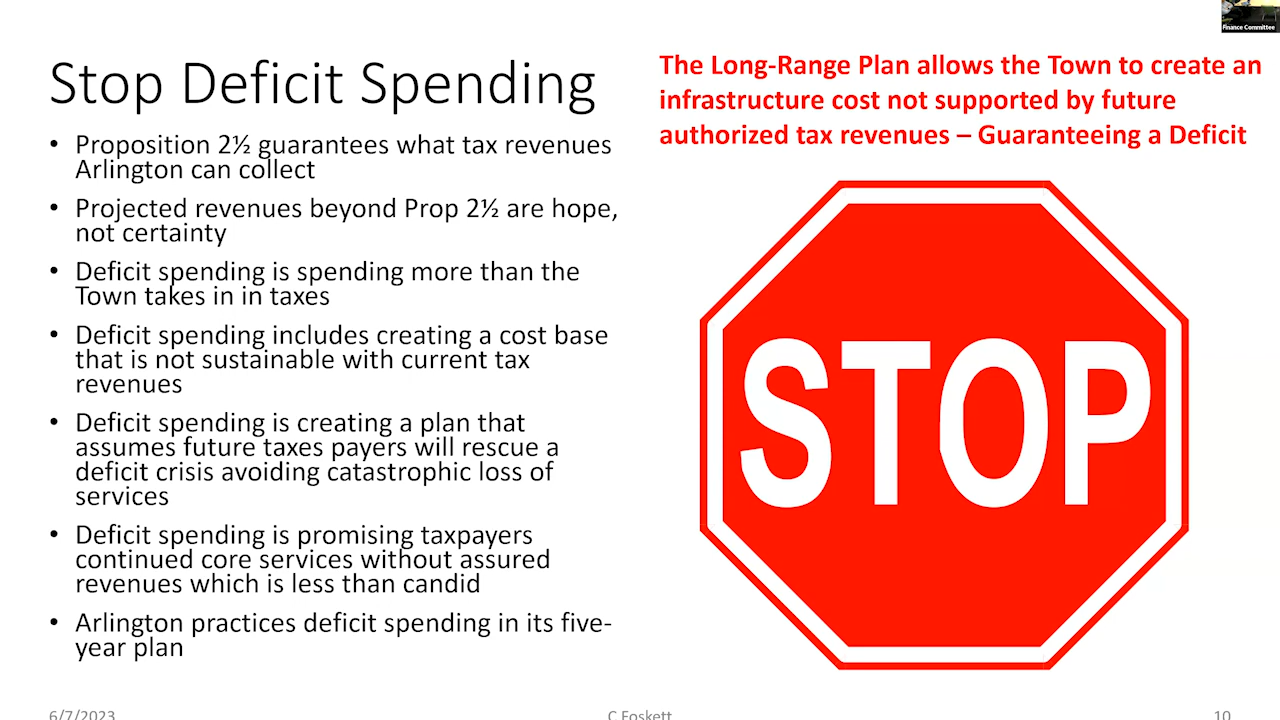 Finance Committee
Stop Deficit Spending
• Proposition 2½ guarantees what tax revenues
Arlington can collect
• Projected revenues beyond Prop 2½ are hope,
not certainty
• Deficit spending is spending more than the
Town takes in in taxes
• Deficit spending includes creating a cost base
that is not sustainable with current tax
revenues
• Deficit spending is creating a plan that
assumes future taxes payers will rescue a
deficit crisis avoiding catastrophic loss of
services
• Deficit spending is promising taxpayers
continued core services without assured
revenues which is less than candid
• Arlington practices deficit spending in its five-
year plan
The Long-Range Plan allows the Town to create an
infrastructure cost not supported by future
authorized tax revenues – Guaranteeing a Deficit
STOP
6/7/2023
C Foskett
10